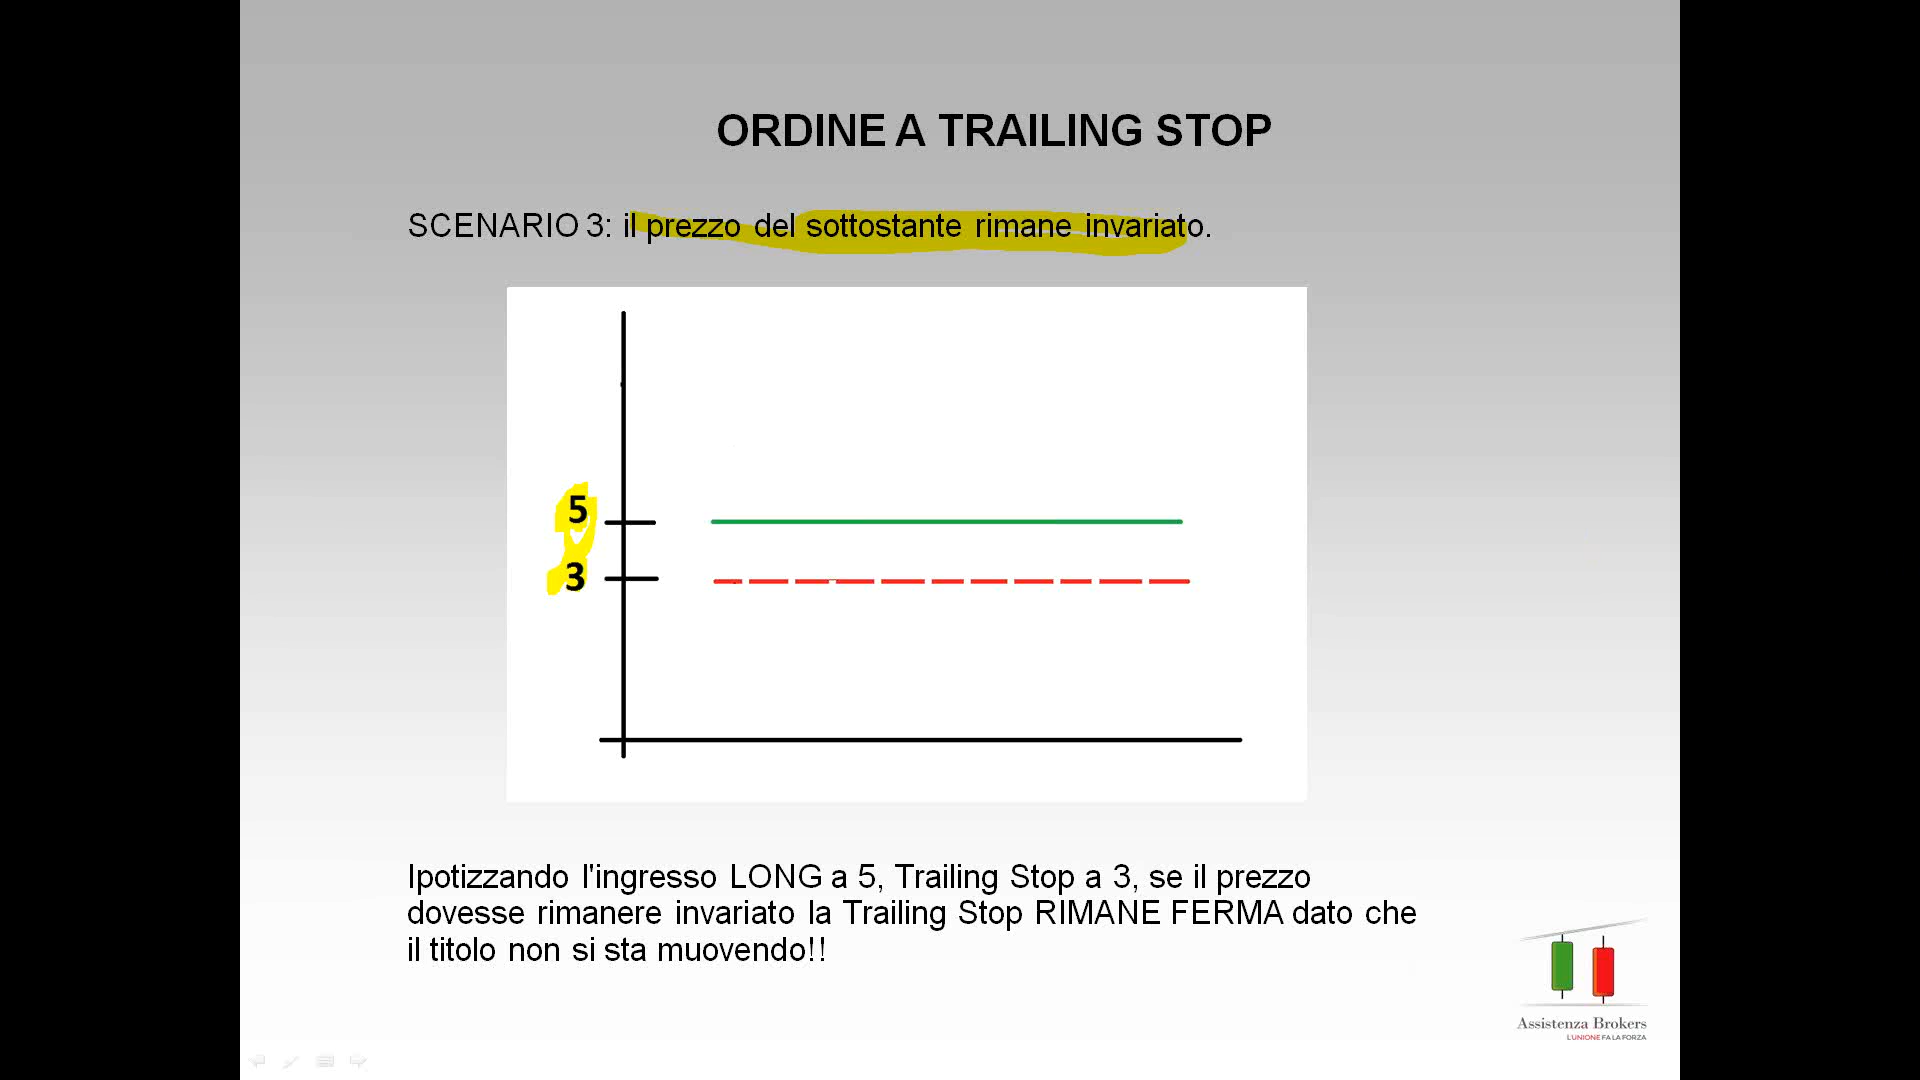 ORDINE A TRAILING STOP
SCENARIO 3: il prezzo del sottostante rimane invariato.
5
3
Ipotizzando l'ingresso LONG a 5, Trailing Stop a 3, se il prezzo
dovesse rimanere invariato la Trailing Stop RIMANE FERMA dato che
il titolo non si sta muovendo!!
Assistenza Brokers
L'UNIONE FA LA FORZA